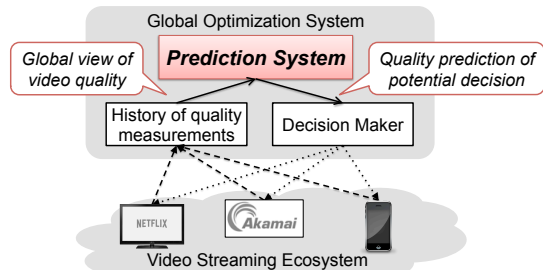 Global Optimization System
Global view of
video quality
Prediction System
Quality prediction of
potential decision
History of quality
measurements
Decision Maker
NETFLIX
Akamai
Video Streaming Ecosystem